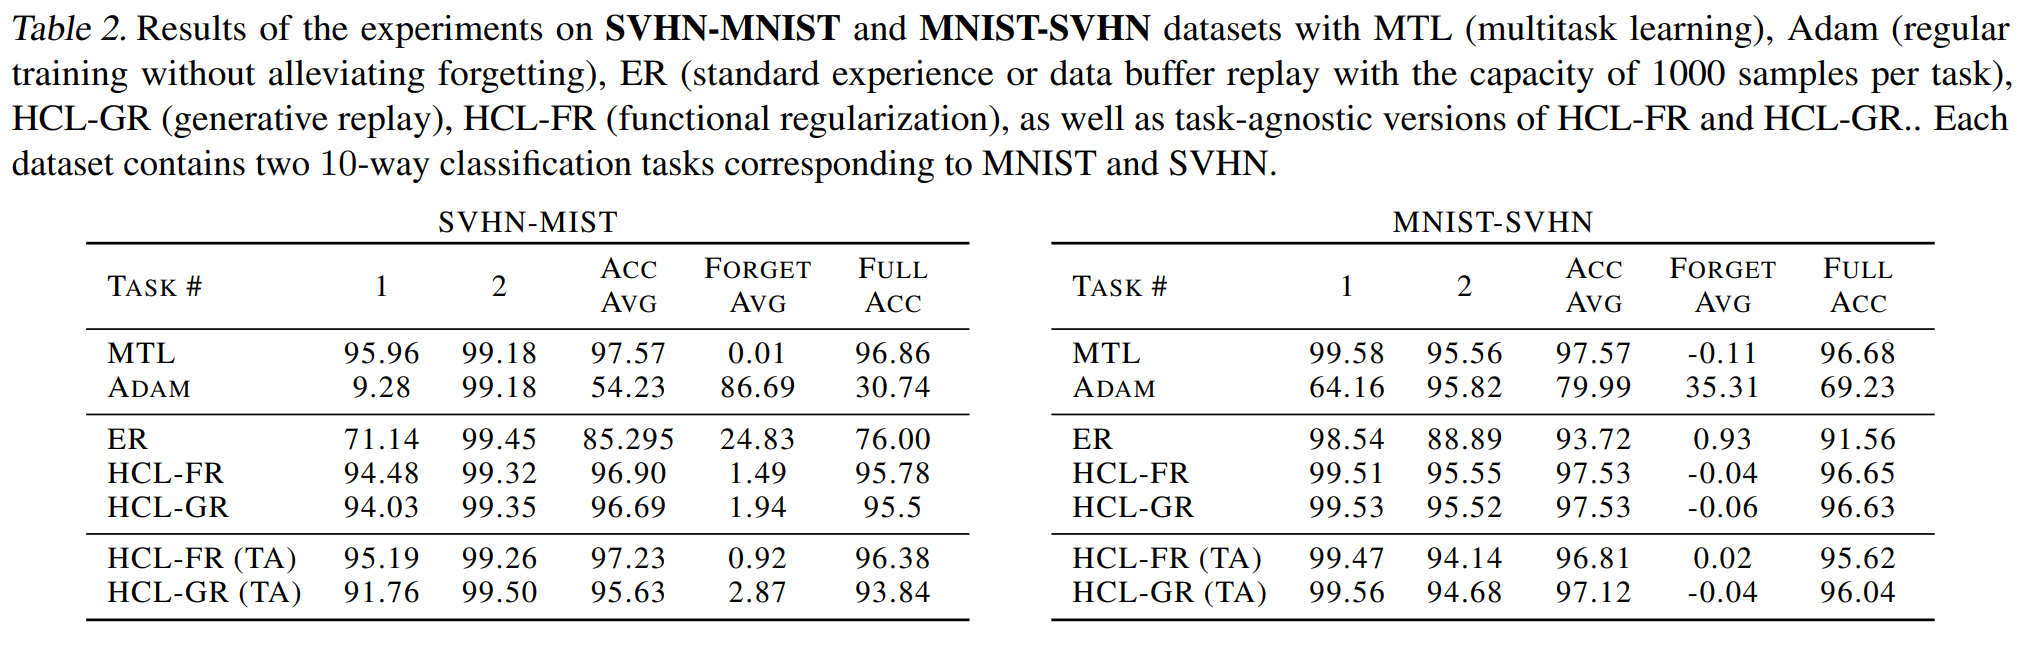 Table 2. Results of the experiments on SVHN-MNIST and MNIST-SVHN datasets with MTL (multitask learning), Adam (regular
training without alleviating forgetting), ER (standard experience or data buffer replay with the capacity of 1000 samples per task),
HCL-GR (generative replay), HCL-FR (functional regularization), as well as task-agnostic versions of HCL-FR and HCL-GR.. Each
dataset contains two 10-way classification tasks corresponding to MNIST and SVHN.
SVHN-MIST
TASK # 1 2 ACC AVG FORGET AVG FULL ACC
MTL 95.96 99.18 97.57 0.01 96.86
ADAM 9.28 99.18 54.23 86.69 30.74
ER 71.14 99.45 85.295 24.83 76.00
HCL-FR 94.48 99.32 96.90 1.49 95.78
HCL-GR 94.03 99.35 96.69 1.94 95.5
HCL-FR (TA) 95.19 99.26 97.23 0.92 96.38
HCL-GR (TA) 91.76 99.50 95.63 2.87 93.84
MNIST-SVHN
TASK # 1 2 ACC AVG FORGET AVG FULL ACC
MTL 99.58 95.56 97.57 -0.11 96.68
ADAM 64.16 95.82 79.99 35.31 69.23
ER 98.54 88.89 93.72 0.93 91.56
HCL-FR 99.51 95.55 97.53 -0.04 96.65
HCL-GR 99.53 95.52 97.53 -0.06 96.63
HCL-FR (TA) 99.47 94.14 96.81 0.02 95.62
HCL-GR (TA) 99.56 94.68 97.12 -0.04 96.04